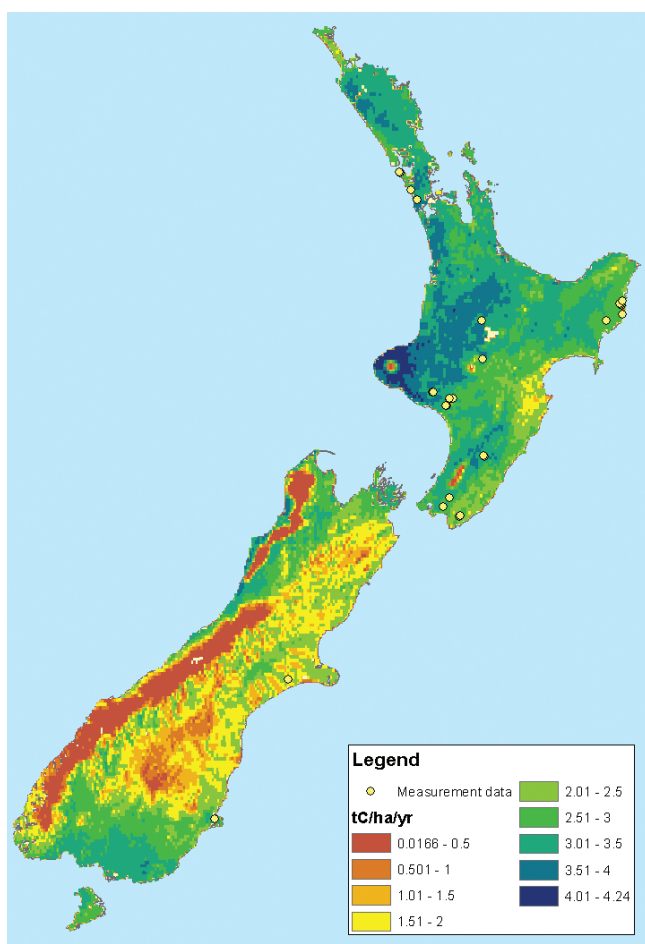 Legend
Measurement data
tC/ha/yr
0.0166 - 0.5
0.501 - 1
1.01 - 1.5
1.51 - 2
2.01 - 2.5
2.51 - 3
3.01 - 3.5
3.51 - 4
4.01 - 4.24